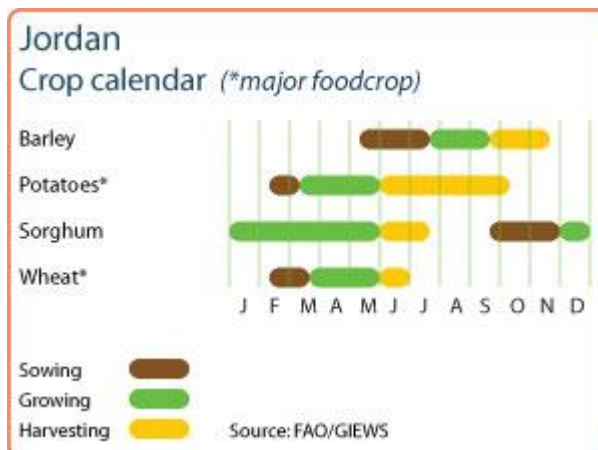 Jordan
Crop calendar (*major foodcrop)
Barley
Potatoes*
Sorghum
Wheat*
J F M A M J J A S O N D
Sowing
Growing
Harvesting Source: FAO/GIEWS